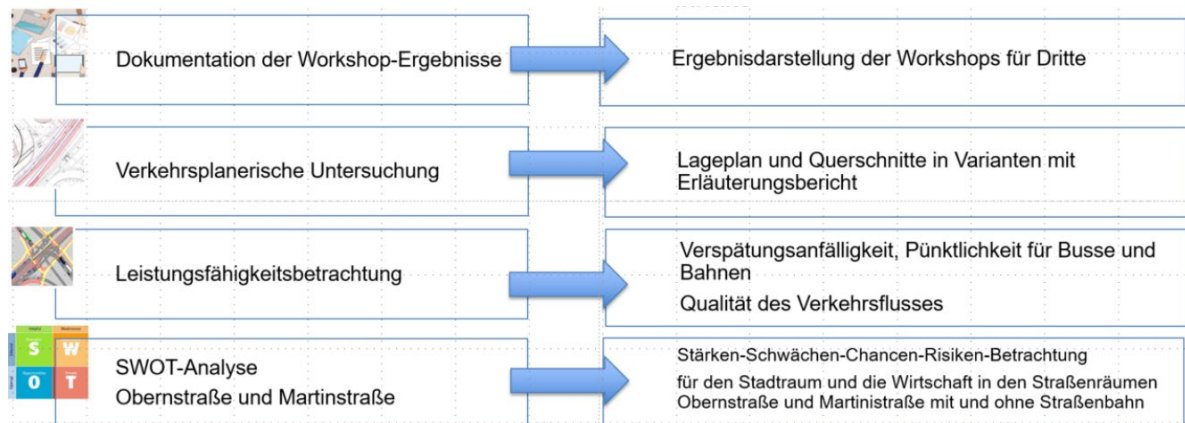 Dokumentation der Workshop-Ergebnisse
Ergebnisdarstellung der Workshops für Dritte
Verkehrsplanerische Untersuchung
Lageplan und Querschnitte in Varianten mit
Erläuterungsbericht
Leistungsfähigkeitsbetrachtung
Verspätungsanfälligkeit, Pünktlichkeit für Busse und
Bahnen
Qualität des Verkehrsflusses
S W
O T
SWOT-Analyse
Obernstraße und Martinstraße
Stärken-Schwächen-Chancen-Risiken-Betrachtung
für den Stadtraum und die Wirtschaft in den Straßenräumen
Obernstraße und Martinistraße mit und ohne Straßenbahn